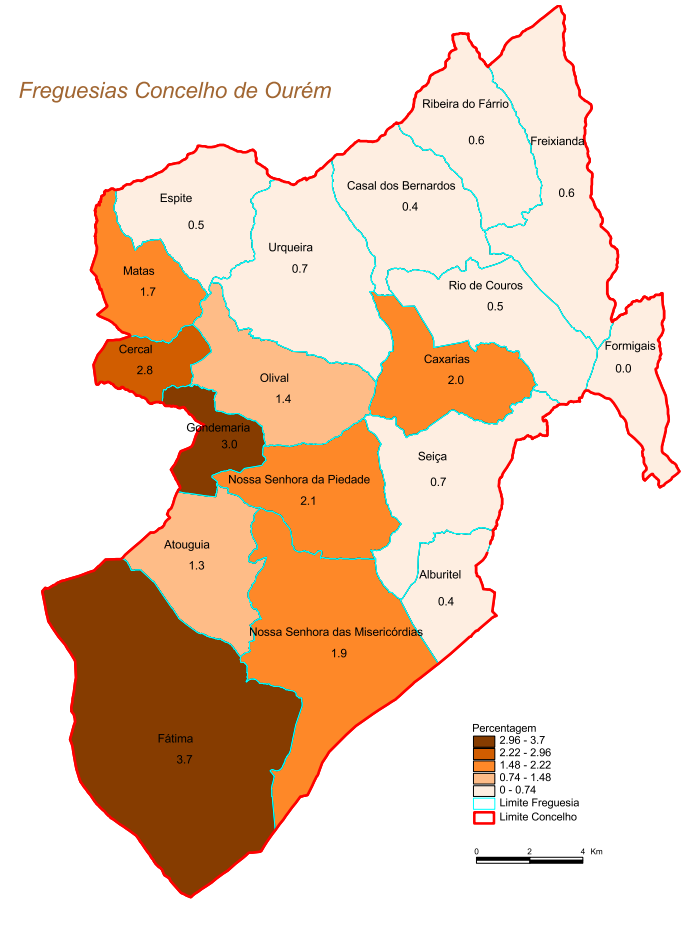 Freguesias Concelho de Ourém
Ribeira do Fárrio
0.6
Freixianda
0.6
Casal dos Bernardos
0.4
Espite
0.5
Urqueira
0.7
Matas
1.7
Rio de Couros
0.5
Formigais
0.0
Cercal
2.8
Caxarias
2.0
Olival
1.4
Gondemaria
3.0
Seiça
0.7
Nossa Senhora da Piedade
2.1
Atouguia
1.3
Alburitel
0.4
Nossa Senhora das Misericórdias
1.9
Fátima
3.7
Percentagem
2.96 - 3.7
2.22 - 2.96
1.48 - 2.22
0.74 - 1.48
0 - 0.74
Limite Freguesia
Limite Concelho
0 2 4 Km